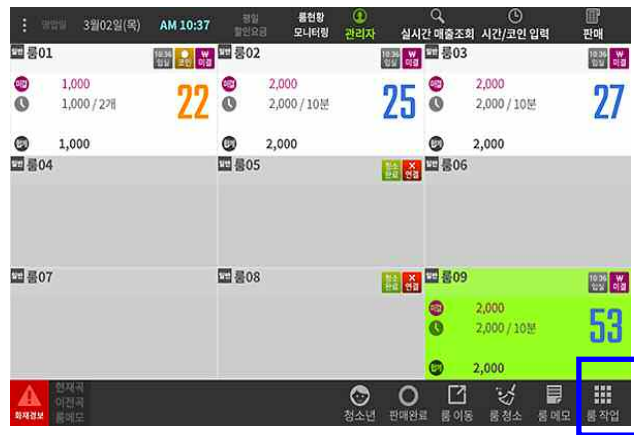 영업일 3월02일(목) AM 10:37 평일 할인요금 룸현황 모니터링 관리자 실시간 매출조회 시간/코인 입력 판매
일반 룸01 10:36 입실 코인 W 미결
미결 1,000
1,000 / 2개
22
합계 1,000
일반 룸02 10:36 입실 W 미결
미결 2,000
2,000 / 10분
25
합계 2,000
일반 룸03 10:36 입실 W 미결
미결 2,000
2,000 / 10분
27
합계 2,000
일반 룸04
일반 룸05 청소 완료 X 연결
일반 룸06
일반 룸07
일반 룸08 청소 완료 X 연결
일반 룸09 10:36 입실 W 미결
미결 2,000
2,000 / 10분
53
합계 2,000
화재경보
현재곡
이전곡
룸메모
청소년 판매완료 룸 이동 룸 청소 룸 메모 룸 작업